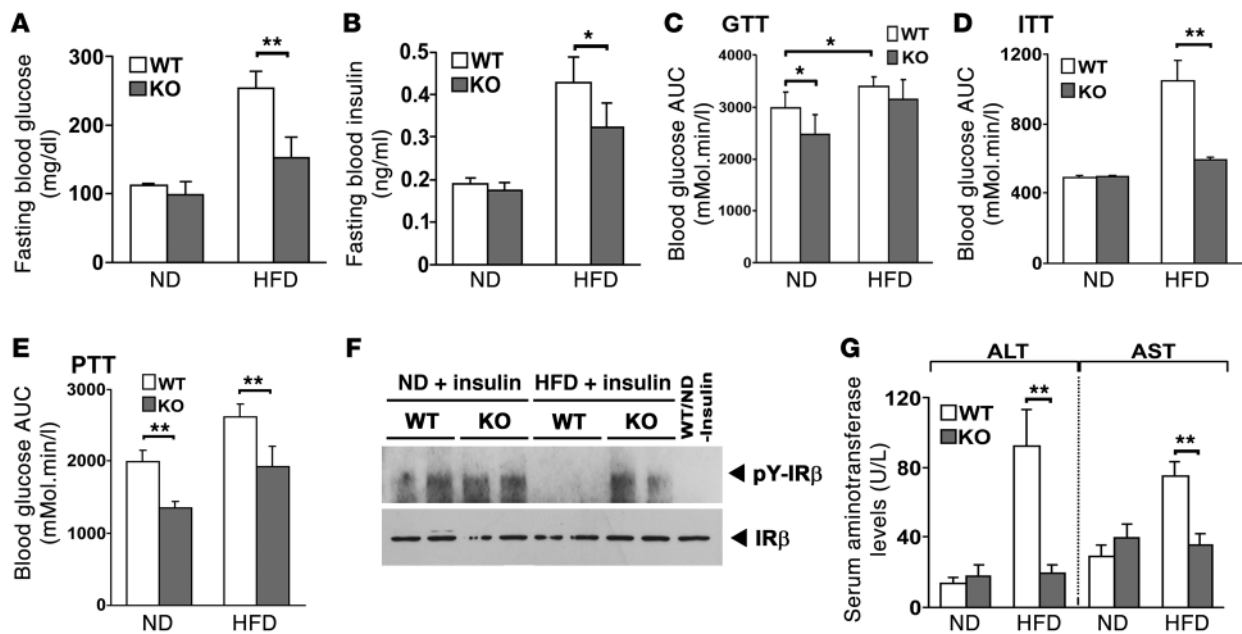 A
Fasting blood glucose
(mg/dl)
300
200
100
0
WT
KO
**
ND
HFD
B
Fasting blood insulin
(ng/ml)
0.5
0.4
0.3
0.2
0.1
0
WT
KO
*
ND
HFD
C
GTT
Blood glucose AUC
(mMol.min/l)
4000
3000
2000
1000
0
WT
KO
*
*
ND
HFD
D
ITT
Blood glucose AUC
(mMol.min/l)
1200
800
400
0
WT
KO
**
ND
HFD
E
PTT
Blood glucose AUC
(mMol.min/l)
3000
2000
1000
0
WT
KO
**
**
ND
HFD
F
ND + insulin
HFD + insulin
WT/ND
-Insulin
WT
KO
WT
KO
pY-IRβ
IRβ
G
ALT
AST
Serum aminotransferase
levels (U/L)
120
80
40
0
WT
KO
**
**
ND
HFD
ND
HFD